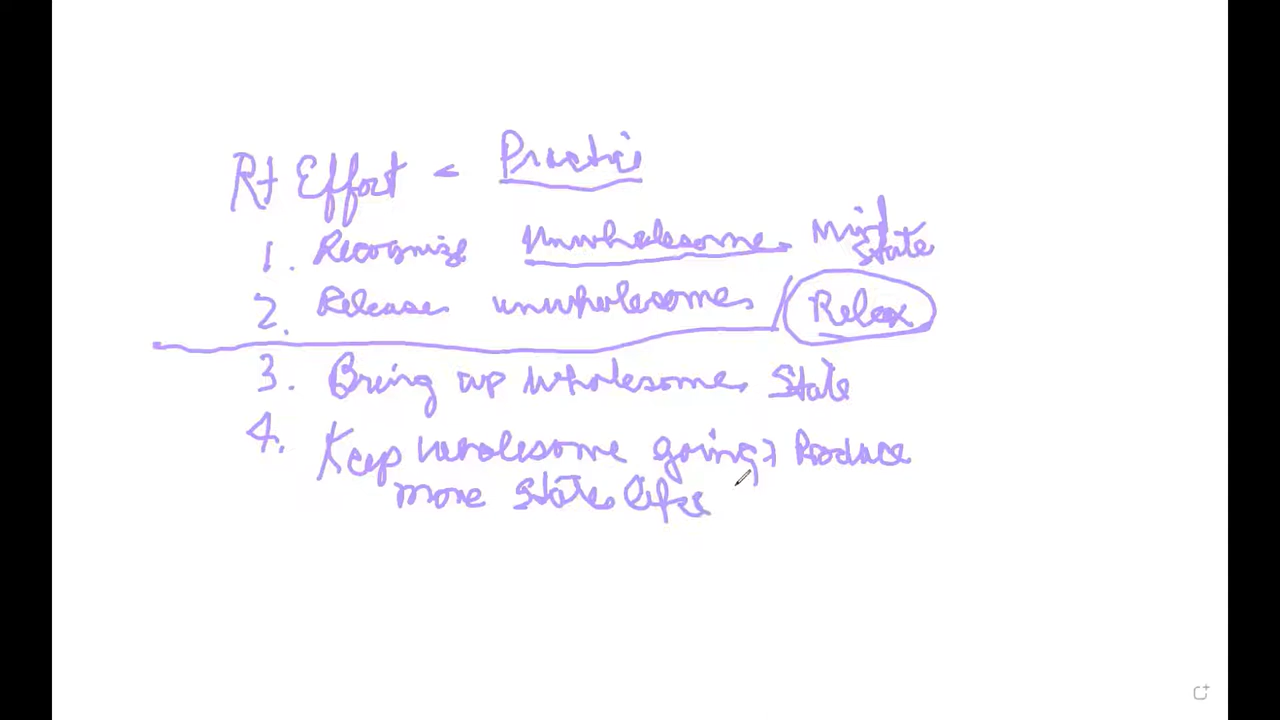 Rt Effort < Practice
1. Recognize Unwholesome Mind State
2. Release unwholesome / Relax
3. Bring up wholesome State
4. Keep wholesome going, Produce
more State